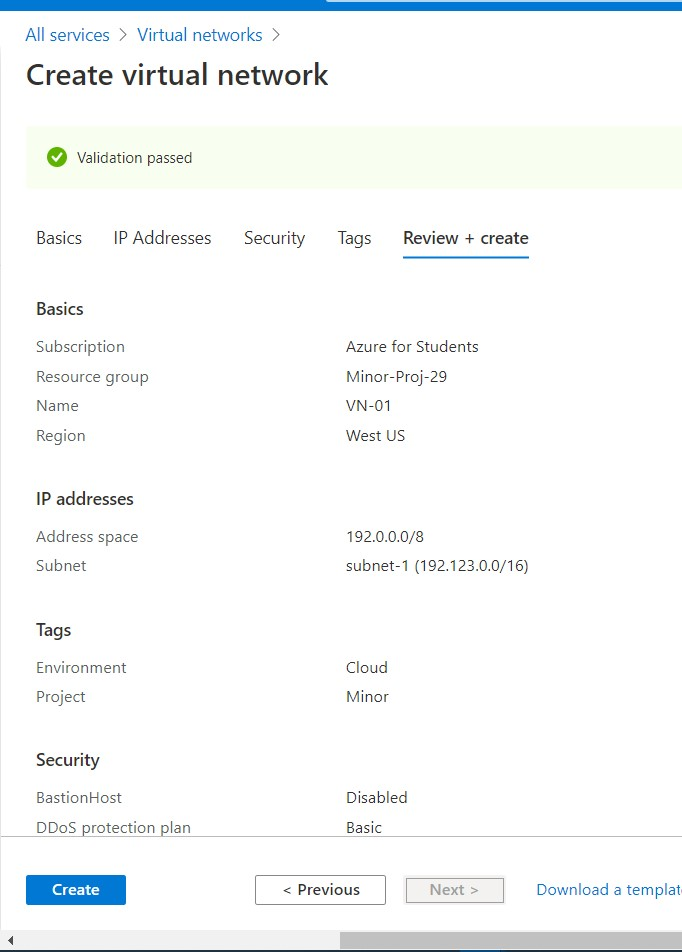 All services > Virtual networks >
Create virtual network
Validation passed
Basics IP Addresses Security Tags Review + create
Basics
Subscription Azure for Students
Resource group Minor-Proj-29
Name VN-01
Region West US
IP addresses
Address space 192.0.0.0/8
Subnet subnet-1 (192.123.0.0/16)
Tags
Environment Cloud
Project Minor
Security
BastionHost Disabled
DDoS protection plan Basic
Create < Previous Next > Download a templat